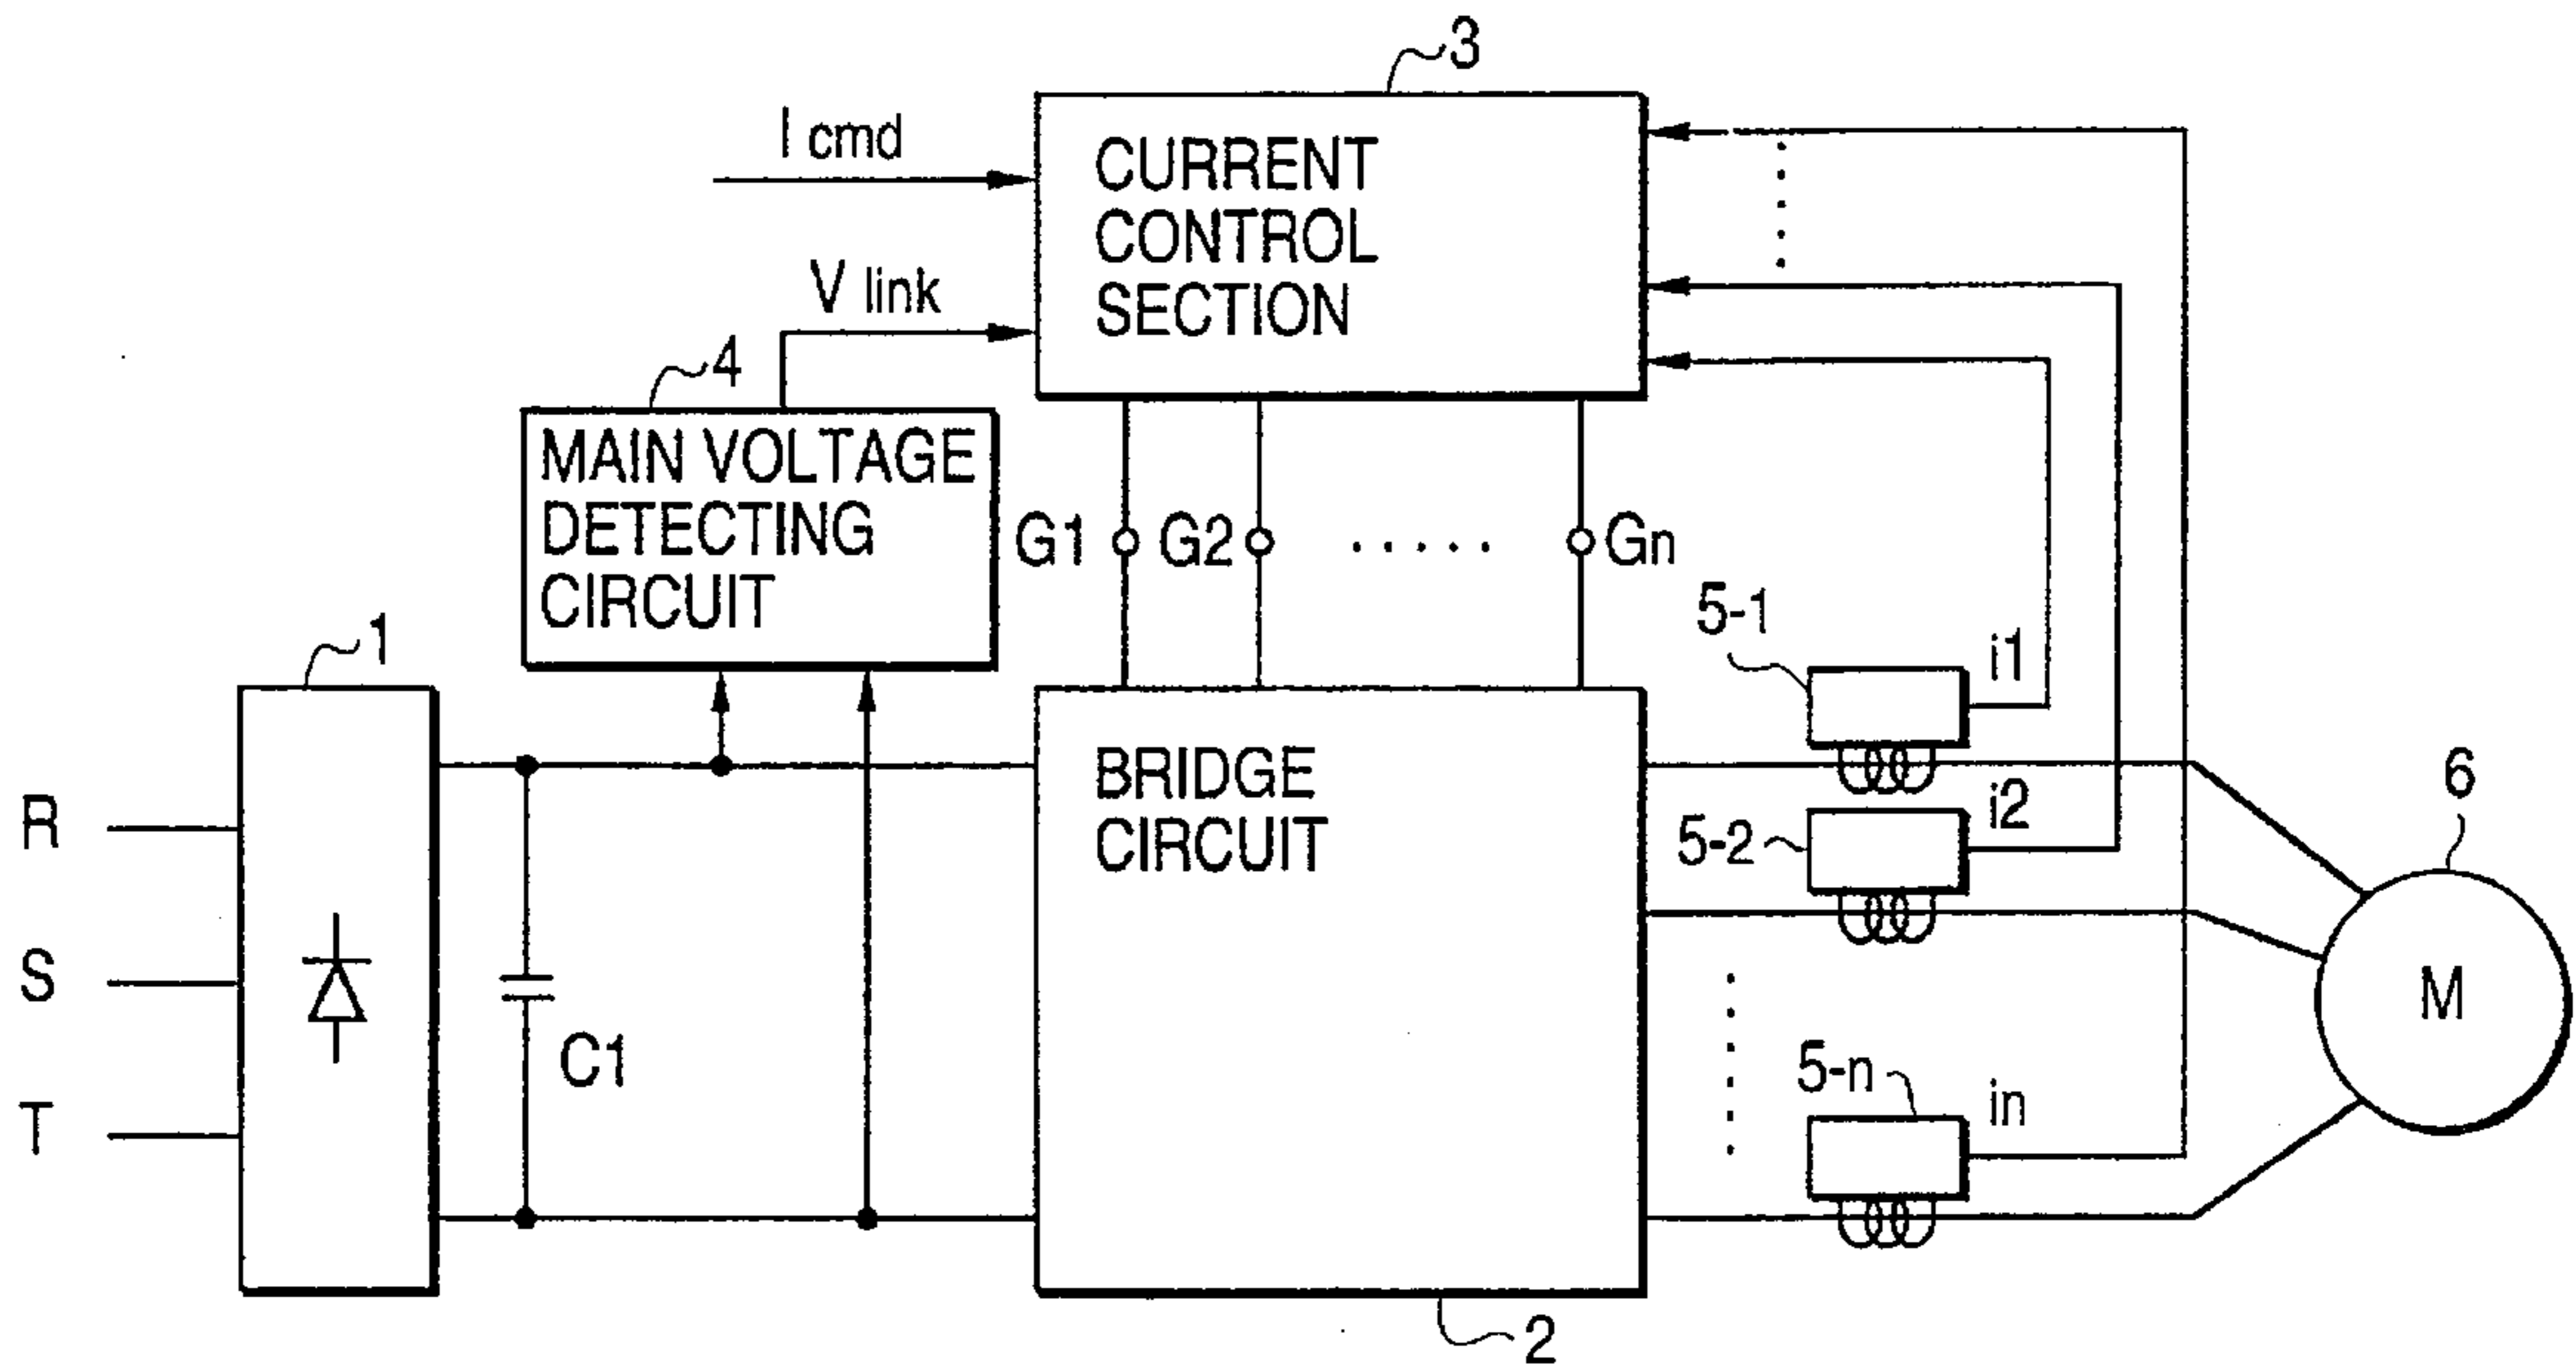 3
I cmd
CURRENT
CONTROL
SECTION
V link
4
MAIN VOLTAGE
DETECTING
CIRCUIT
G1
G2
.....
Gn
1
5-1
i1
BRIDGE
CIRCUIT
6
R
5-2
i2
S
M
C1
5-n
in
T
2